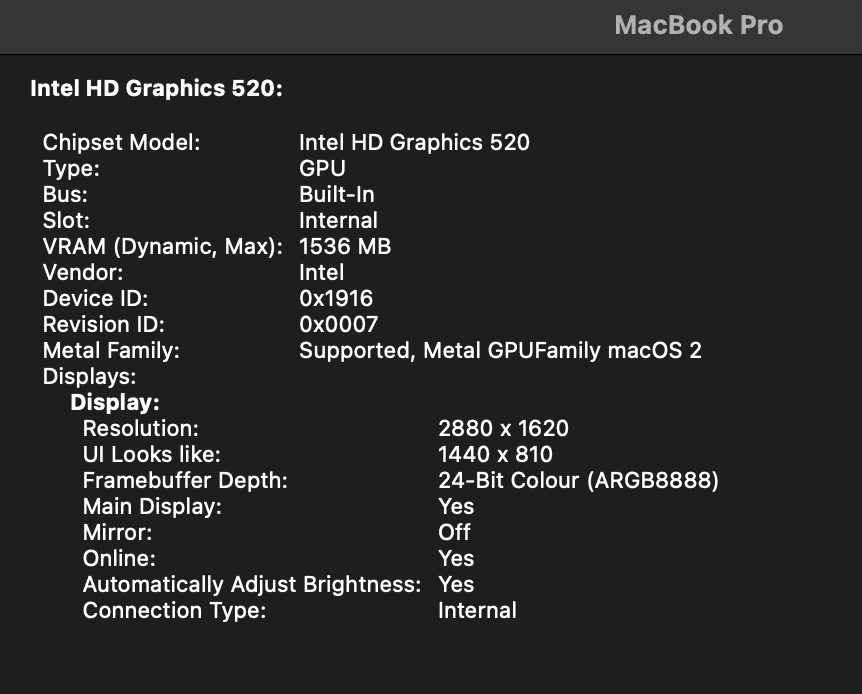 MacBook Pro
Intel HD Graphics 520:
Chipset Model: Intel HD Graphics 520
Type: GPU
Bus: Built-In
Slot: Internal
VRAM (Dynamic, Max): 1536 MB
Vendor: Intel
Device ID: 0x1916
Revision ID: 0x0007
Metal Family: Supported, Metal GPUFamily macOS 2
Displays:
Display:
Resolution: 2880 x 1620
UI Looks like: 1440 x 810
Framebuffer Depth: 24-Bit Colour (ARGB8888)
Main Display: Yes
Mirror: Off
Online: Yes
Automatically Adjust Brightness: Yes
Connection Type: Internal